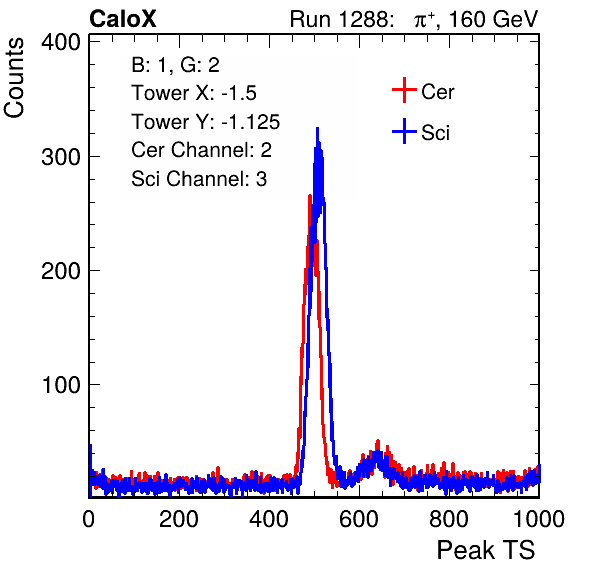 CaloX Run 1288: π⁺, 160 GeV
B: 1, G: 2
Tower X: -1.5
Tower Y: -1.125
Cer Channel: 2
Sci Channel: 3
Cer
Sci
Counts
400
300
200
100
0 200 400 600 800 1000
Peak TS